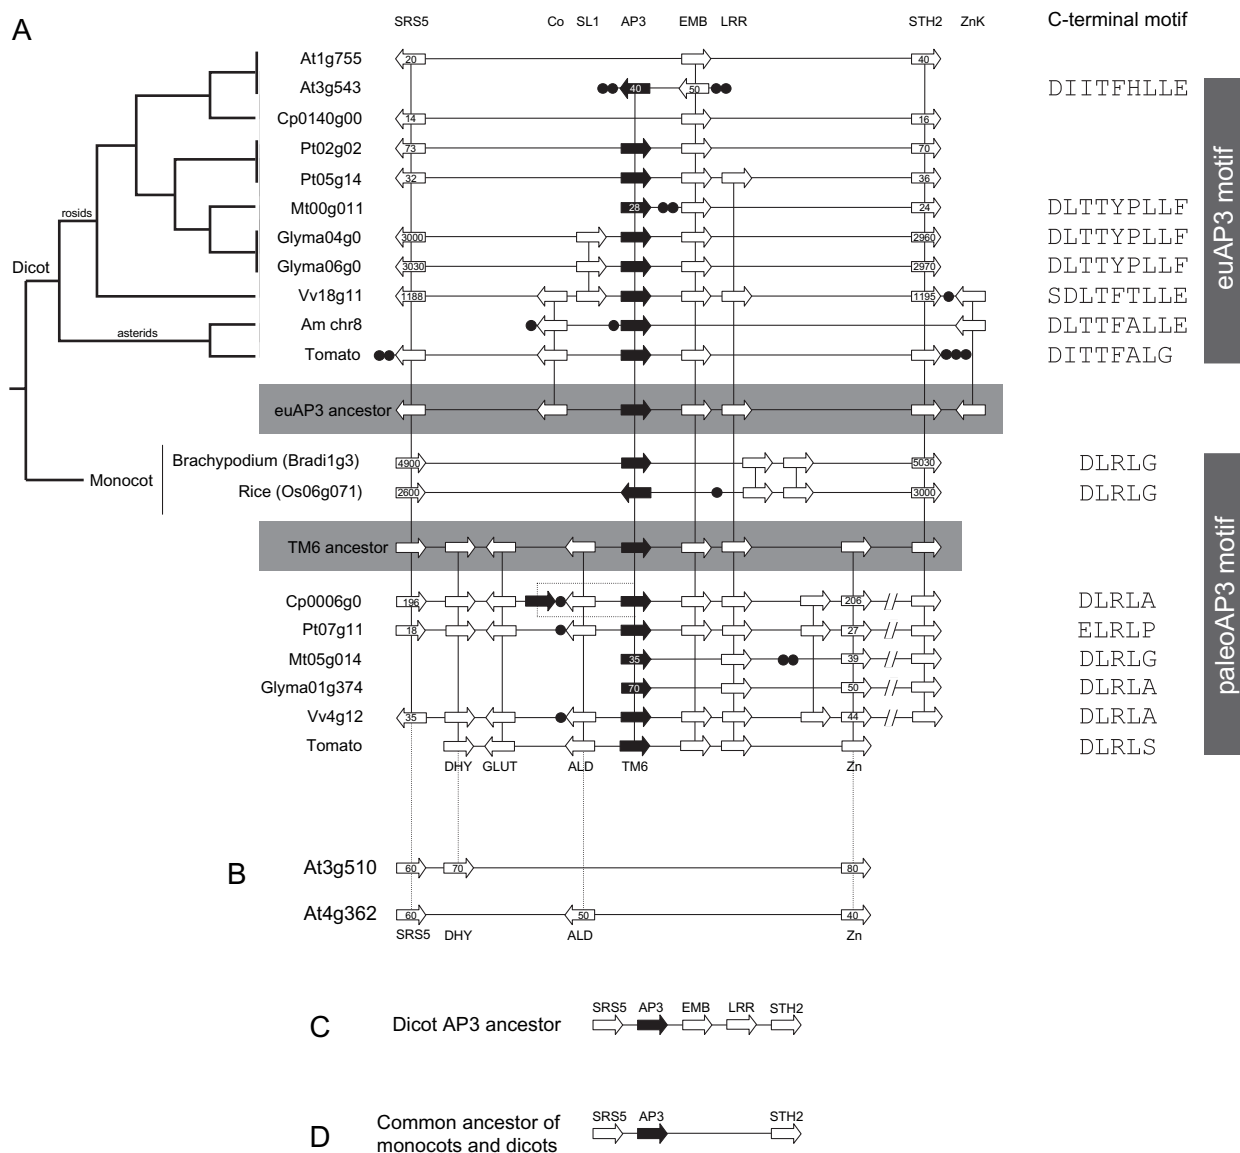 A
SRS5 Co SL1 AP3 EMB LRR STH2 ZnK C-terminal motif
At1g755 20 40
At3g543 40 50 DIITFHLLE
Cp0140g00 14 16
Pt02g02 73 70
Pt05g14 32 36
rosids
Mt00g011 28 24 DLTTYPLLF
Glyma04g0 3000 2960 DLTTYPLLF
Dicot
Glyma06g0 3030 2970 DLTTYPLLF
Vv18g11 1188 1195 SDLTFTLLE
asterids
Am chr8 DLTTFALLE
Tomato DITTFALG
euAP3 motif
euAP3 ancestor
Monocot
Brachypodium (Bradi1g3) 4900 5030 DLRLG
Rice (Os06g071) 2600 3000 DLRLG
TM6 ancestor
Cp0006g0 196 206 // DLRLA
Pt07g11 18 27 // ELRLP
Mt05g014 35 39 // DLRLG
Glyma01g374 70 50 // DLRLA
Vv4g12 35 44 // DLRLA
Tomato DLRLS
DHY GLUT ALD TM6 Zn
paleoAP3 motif
B
At3g510 60 70 80
At4g362 60 50 40
SRS5 DHY ALD Zn
C
Dicot AP3 ancestor
SRS5 AP3 EMB LRR STH2
D
Common ancestor of
monocots and dicots
SRS5 AP3 STH2